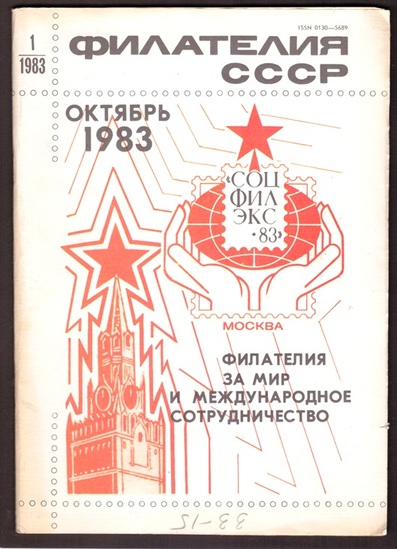 ISSN 0130—5689
1
1983
ФИЛАТЕЛИЯ
СССР
ОКТЯБРЬ
1983
«СОЦ
ФИЛ
ЭКС
·83»
МОСКВА
ФИЛАТЕЛИЯ
ЗА МИР
И МЕЖДУНАРОДНОЕ
СОТРУДНИЧЕСТВО
33-15